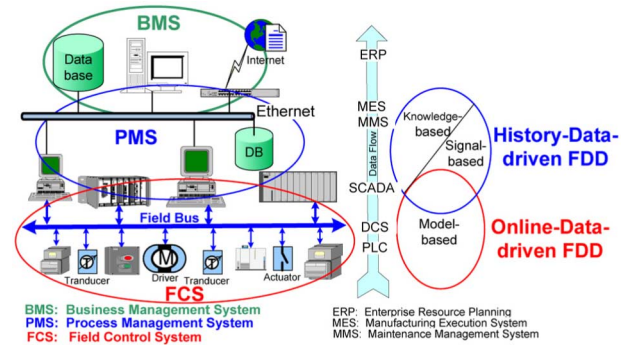 BMS
Data
base
Internet
Ethernet
PMS
DB
Field Bus
Tranducer
Driver
Tranducer
Actuator
M
FCS
BMS: Business Management System
PMS: Process Management System
FCS: Field Control System
ERP
MES
MMS
Data Flow
SCADA
DCS
PLC
Knowledge-
based
Signal-
based
Model-
based
History-Data-
driven FDD
Online-Data-
driven FDD
ERP: Enterprise Resource Planning
MES: Manufacturing Execution System
MMS: Maintenance Management System